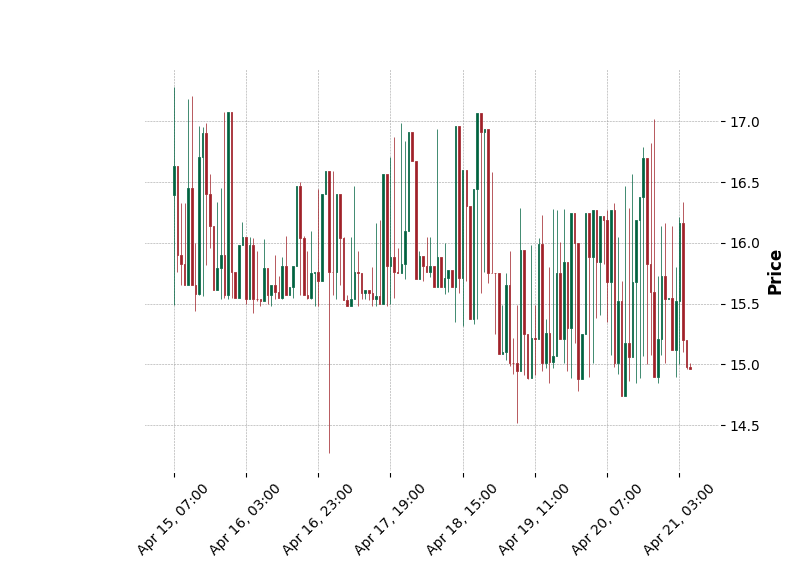 17.0
16.5
16.0
15.5
15.0
14.5
Price
Apr 15, 07:00
Apr 16, 03:00
Apr 16, 23:00
Apr 17, 19:00
Apr 18, 15:00
Apr 19, 11:00
Apr 20, 07:00
Apr 21, 03:00